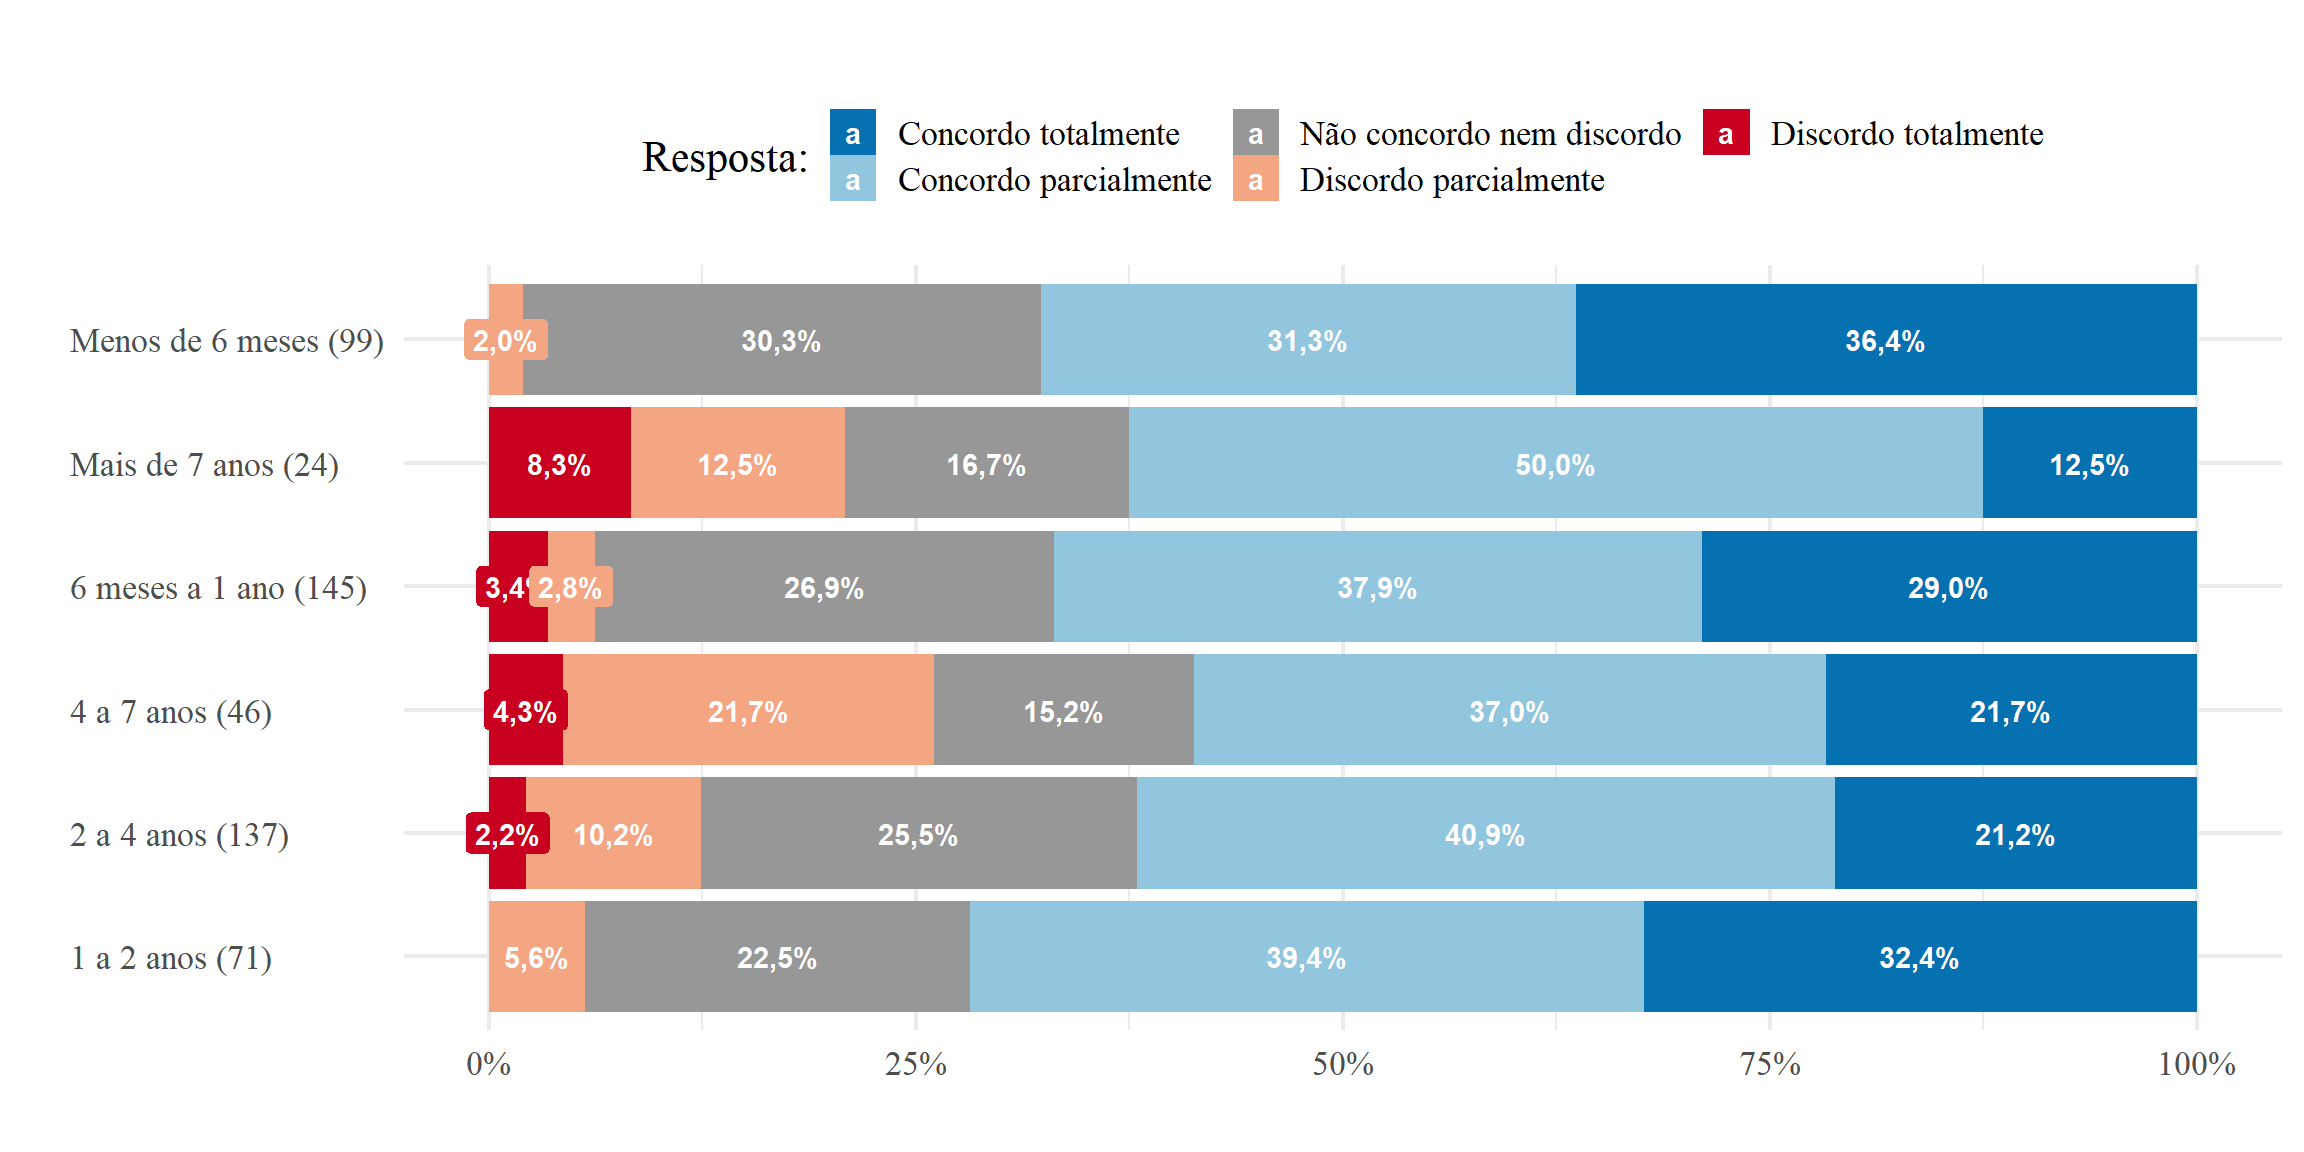 Resposta:
a Concordo totalmente
a Concordo parcialmente
a Não concordo nem discordo
a Discordo parcialmente
a Discordo totalmente
Menos de 6 meses (99) 2,0% 30,3% 31,3% 36,4%
Mais de 7 anos (24) 8,3% 12,5% 16,7% 50,0% 12,5%
6 meses a 1 ano (145) 3,4% 2,8% 26,9% 37,9% 29,0%
4 a 7 anos (46) 4,3% 21,7% 15,2% 37,0% 21,7%
2 a 4 anos (137) 2,2% 10,2% 25,5% 40,9% 21,2%
1 a 2 anos (71) 5,6% 22,5% 39,4% 32,4%
0% 25% 50% 75% 100%